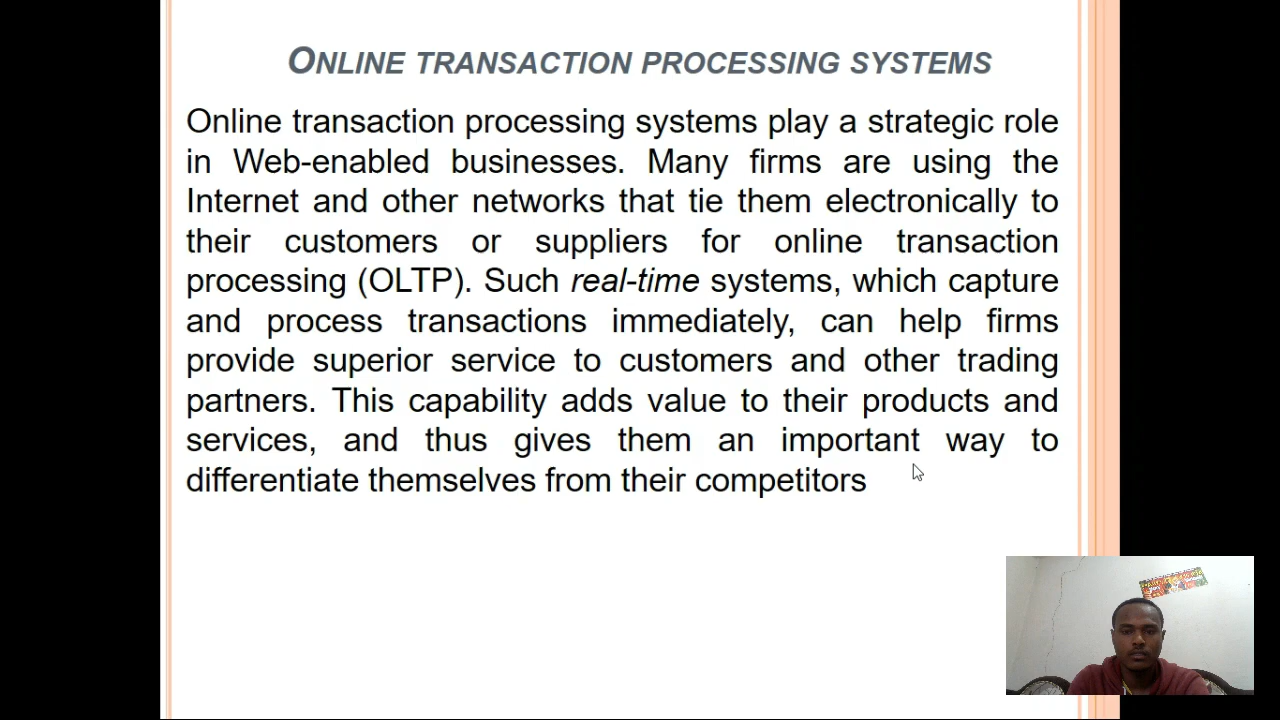 ONLINE TRANSACTION PROCESSING SYSTEMS
Online transaction processing systems play a strategic role
in Web-enabled businesses. Many firms are using the
Internet and other networks that tie them electronically to
their customers or suppliers for online transaction
processing (OLTP). Such real-time systems, which capture
and process transactions immediately, can help firms
provide superior service to customers and other trading
partners. This capability adds value to their products and
services, and thus gives them an important way to
differentiate themselves from their competitors